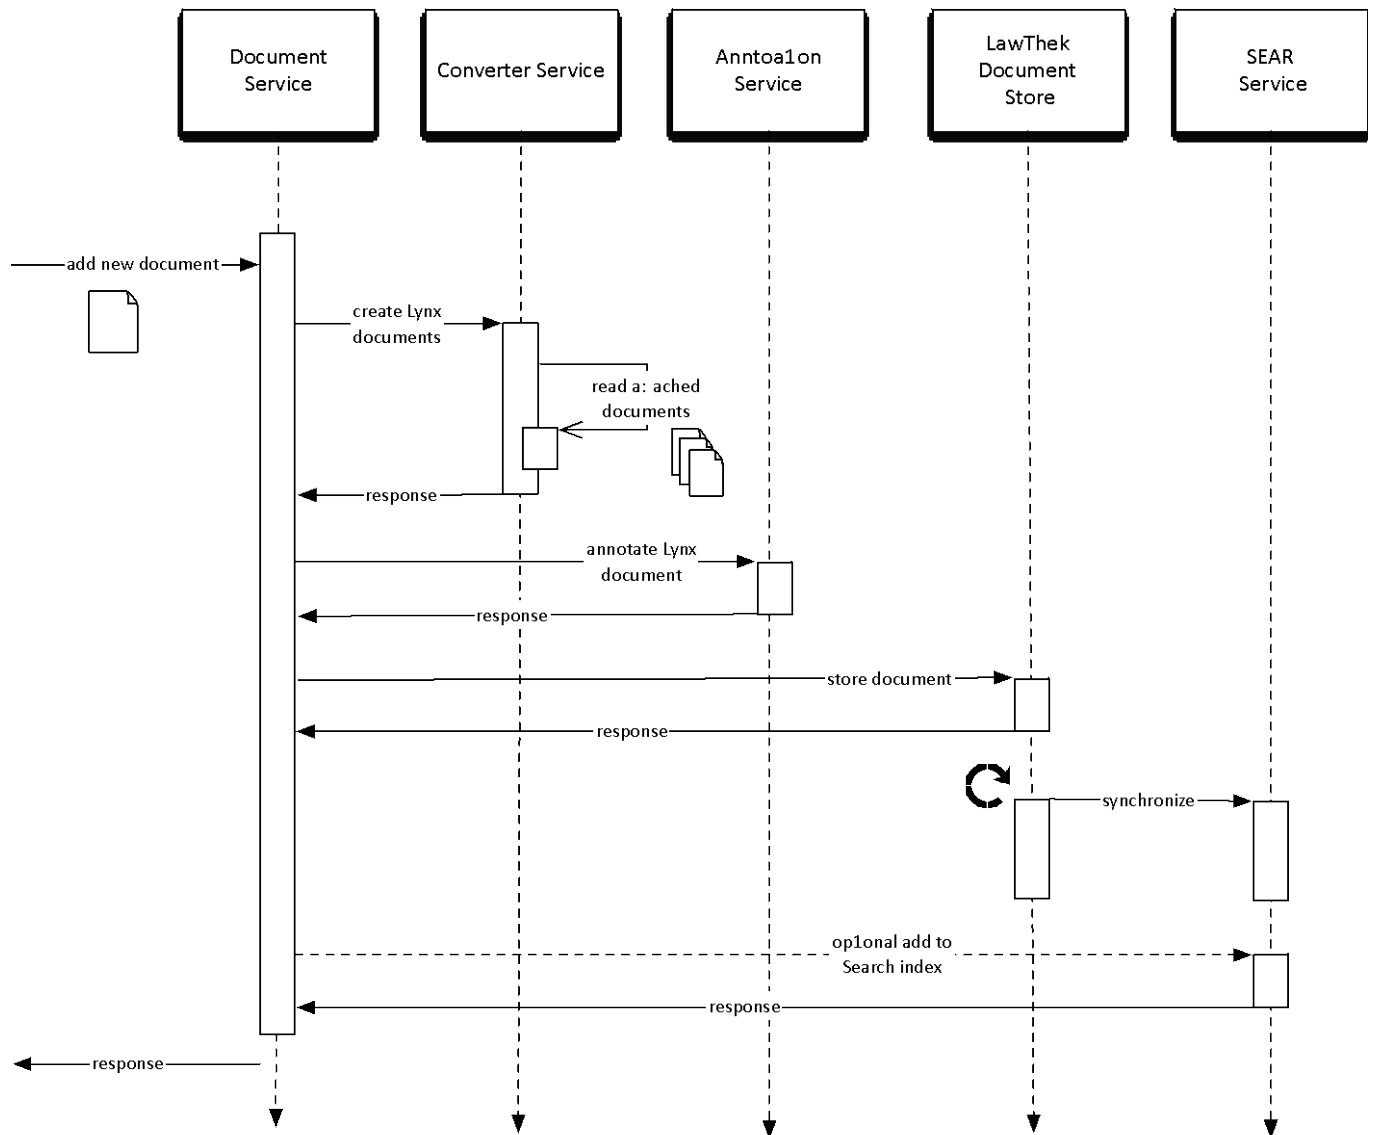 Document
Service
Converter Service
Anntoa1on
Service
LawThek
Document
Store
SEAR
Service
add new document
create Lynx
documents
read a: ached
documents
response
annotate Lynx
document
response
store document
response
synchronize
op1onal add to
Search index
response
response